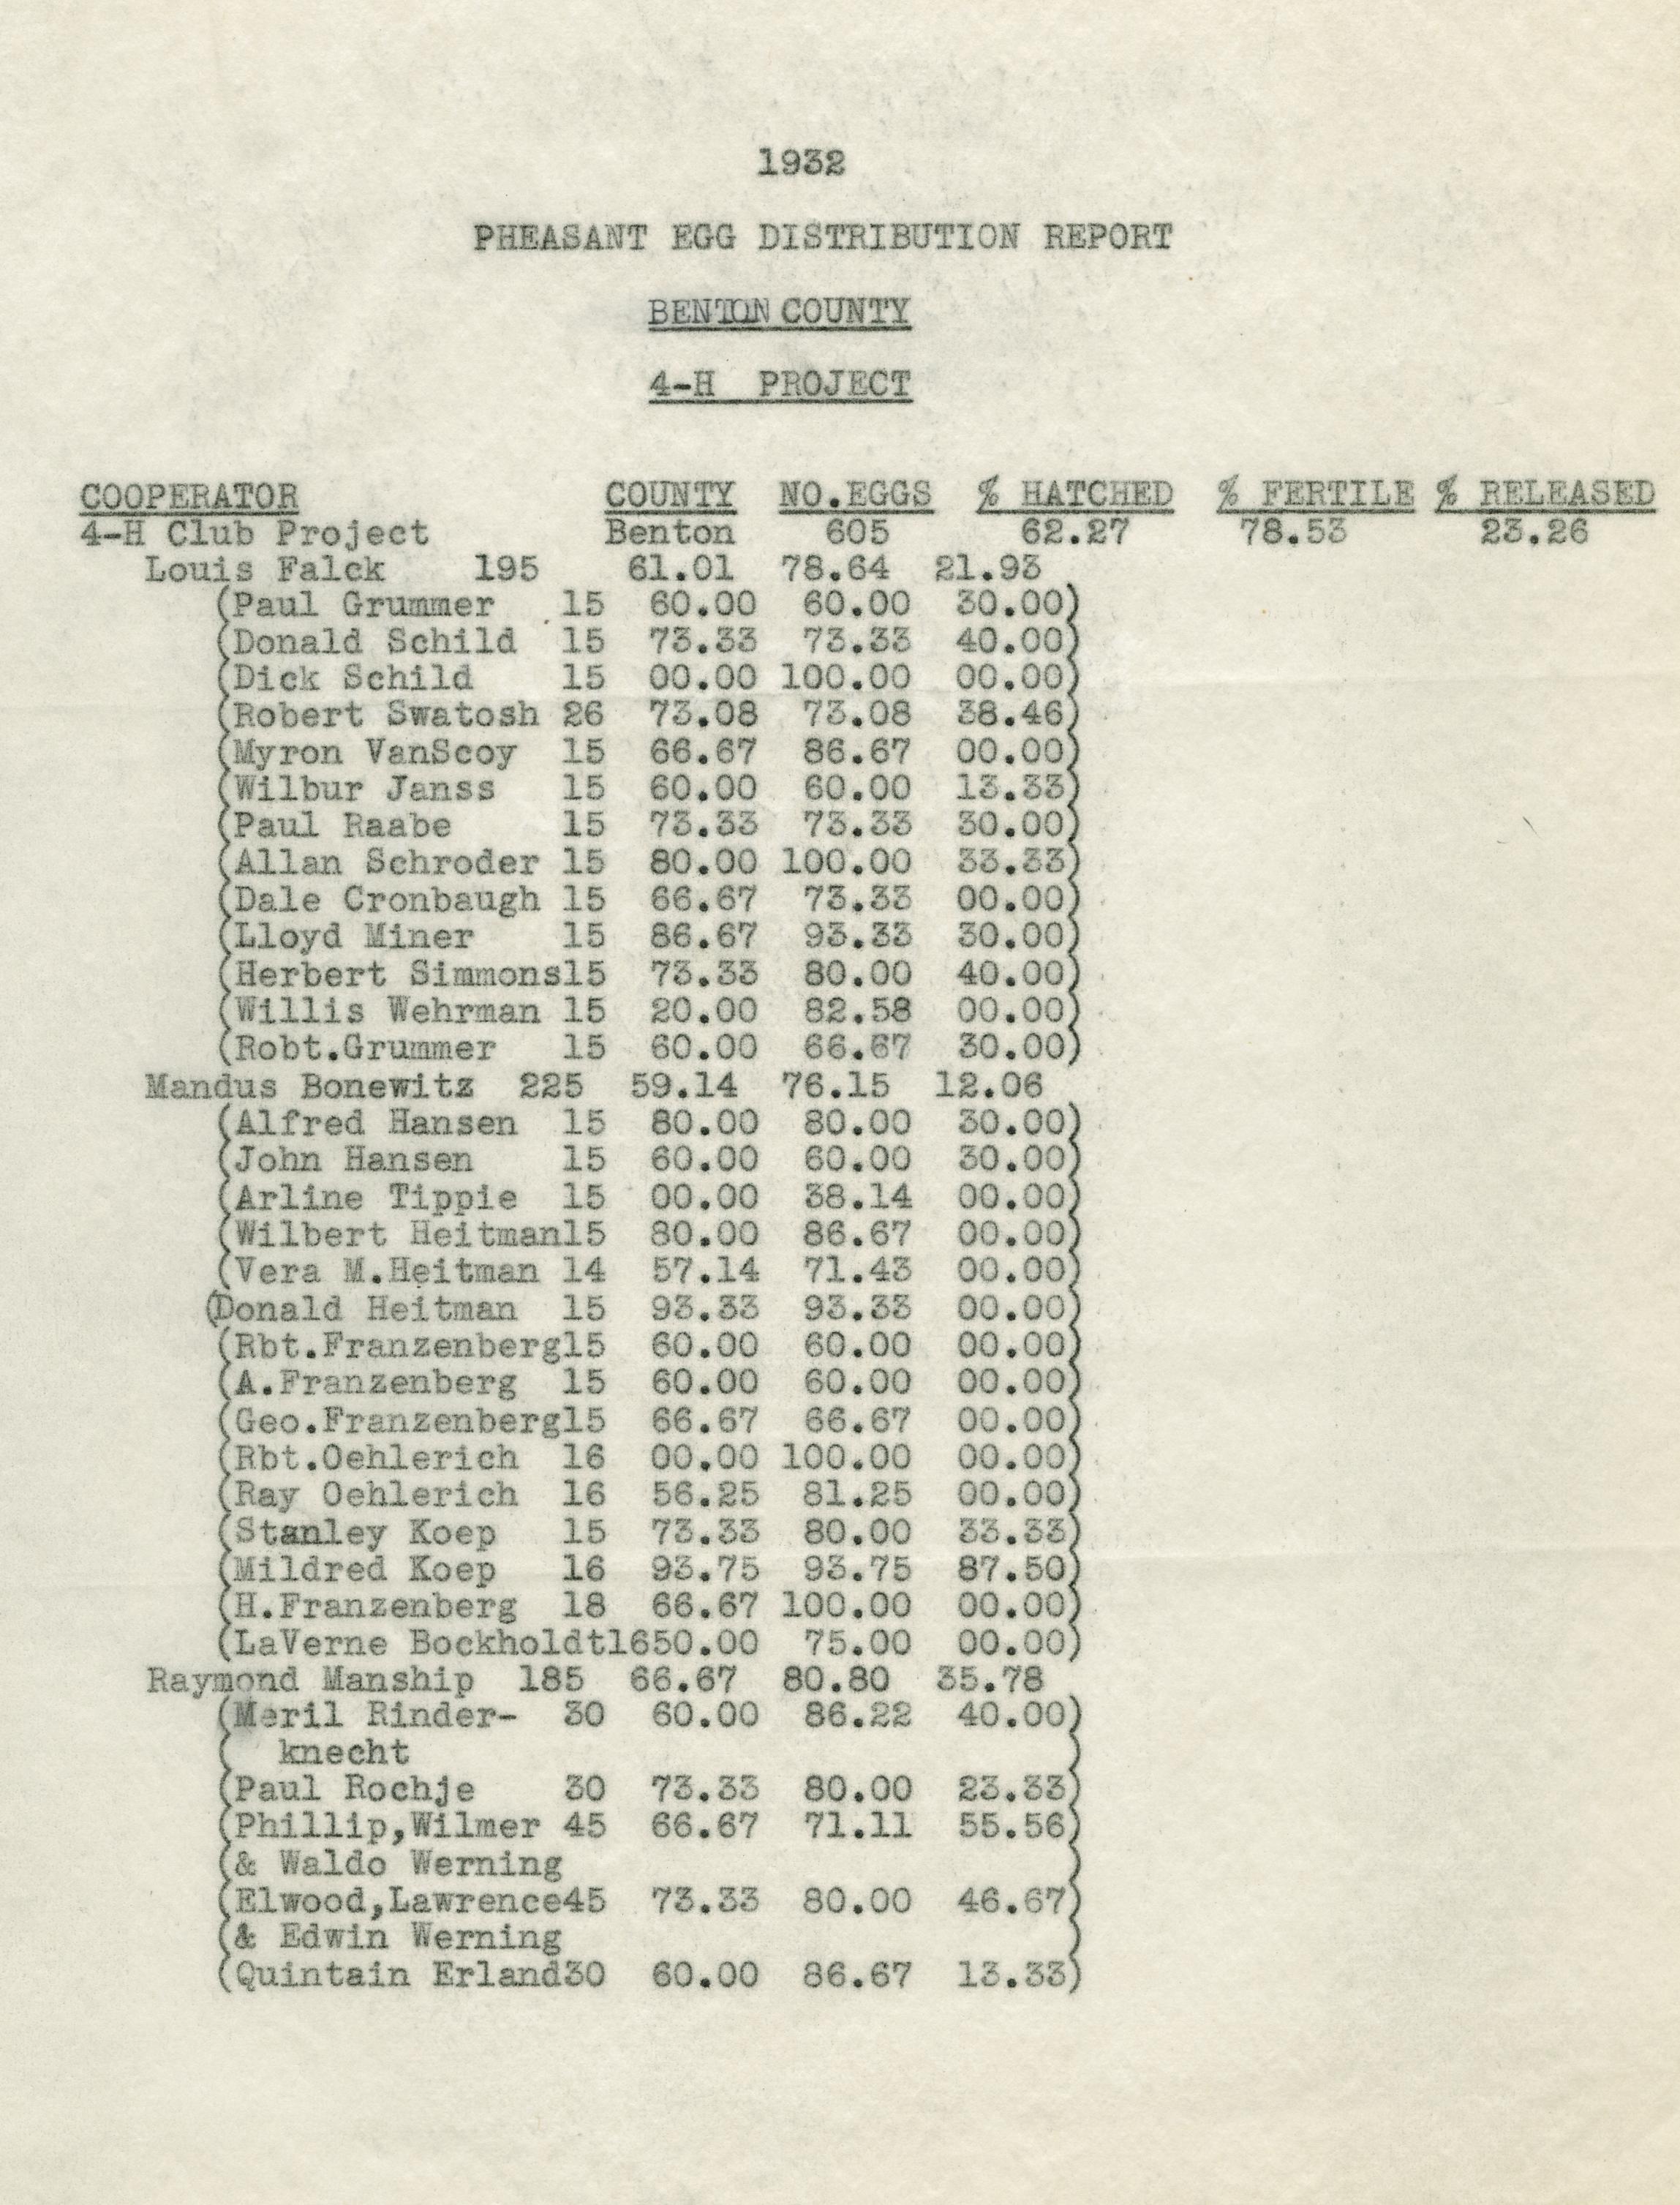 1932
PHEASANT EGG DISTRIBUTION REPORT
BENTON COUNTY
4-H PROJECT
COOPERATOR COUNTY NO.EGGS % HATCHED % FERTILE % RELEASED
4-H Club Project Benton 605 62.27 78.53 23.26
Louis Falck 195 61.01 78.64 21.93
(Paul Grummer 15 60.00 60.00 30.00)
(Donald Schild 15 73.33 73.33 40.00)
(Dick Schild 15 00.00 100.00 00.00)
(Robert Swatosh 26 73.08 73.08 38.46)
(Myron VanScoy 15 66.67 86.67 00.00)
(Wilbur Janss 15 60.00 60.00 13.33)
(Paul Raabe 15 73.33 73.33 30.00)
(Allan Schroder 15 80.00 100.00 33.33)
(Dale Cronbaugh 15 66.67 73.33 00.00)
(Lloyd Miner 15 86.67 93.33 30.00)
(Herbert Simmons15 73.33 80.00 40.00)
(Willis Wehrman 15 20.00 82.58 00.00)
(Robt.Grummer 15 60.00 66.67 30.00)
Mandus Bonewitz 225 59.14 76.15 12.06
(Alfred Hansen 15 80.00 80.00 30.00)
(John Hansen 15 60.00 60.00 30.00)
(Arline Tippie 15 00.00 38.14 00.00)
(Wilbert Heitman15 80.00 86.67 00.00)
(Vera M.Heitman 14 57.14 71.43 00.00)
(Donald Heitman 15 93.33 93.33 00.00)
(Rbt.Franzenberg15 60.00 60.00 00.00)
(A.Franzenberg 15 60.00 60.00 00.00)
(Geo.Franzenberg15 66.67 66.67 00.00)
(Rbt.Oehlerich 16 00.00 100.00 00.00)
(Ray Oehlerich 16 56.25 81.25 00.00)
(Stanley Koep 15 73.33 80.00 33.33)
(Mildred Koep 16 93.75 93.75 87.50)
(H.Franzenberg 18 66.67 100.00 00.00)
(LaVerne Bockholdt1650.00 75.00 00.00)
Raymond Manship 185 66.67 80.80 35.78
(Meril Rinder- 30 60.00 86.22 40.00)
( knecht )
(Paul Rochje 30 73.33 80.00 23.33)
(Phillip,Wilmer 45 66.67 71.11 55.56)
(& Waldo Werning )
(Elwood,Lawrence45 73.33 80.00 46.67)
(& Edwin Werning )
(Quintain Erland30 60.00 86.67 13.33)